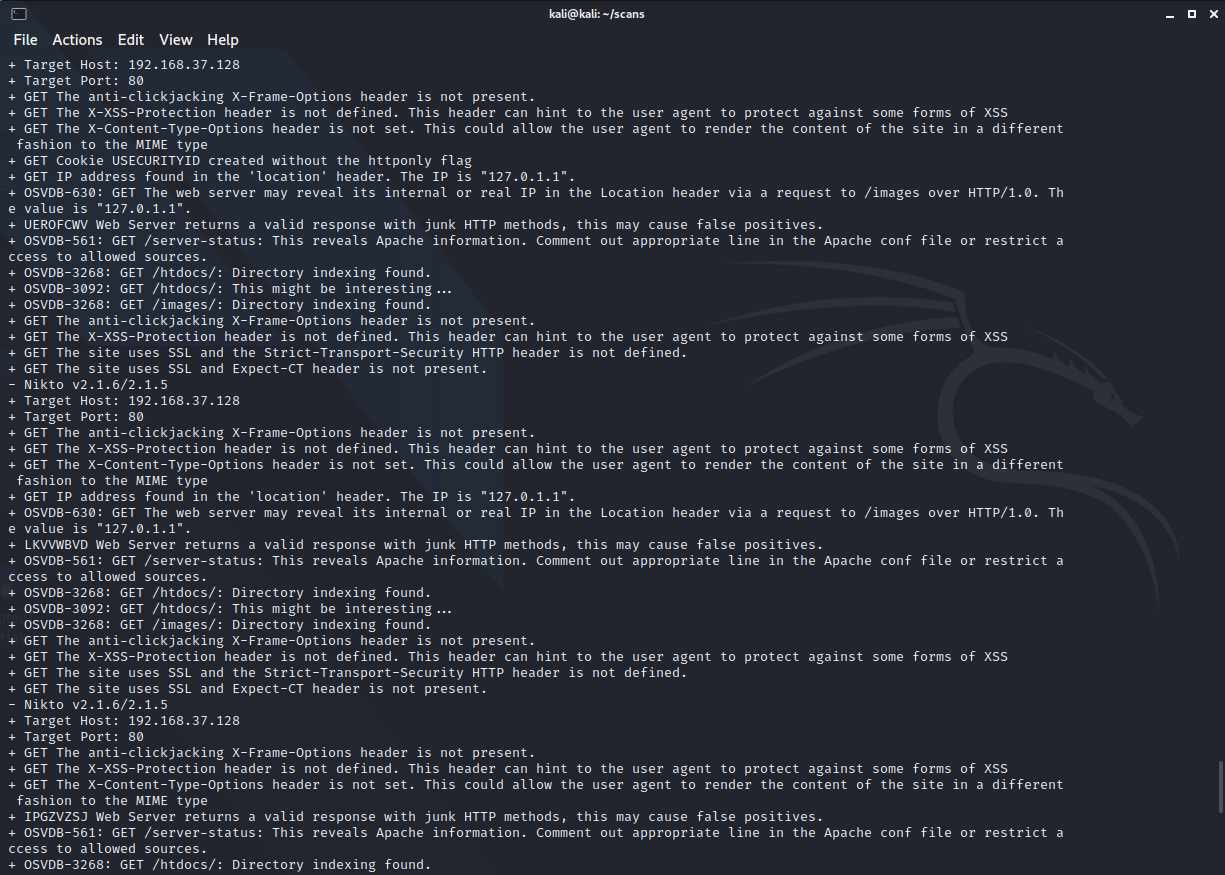 kali@kali: ~/scans
File Actions Edit View Help
+ Target Host: 192.168.37.128
+ Target Port: 80
+ GET The anti-clickjacking X-Frame-Options header is not present.
+ GET The X-XSS-Protection header is not defined. This header can hint to the user agent to protect against some forms of XSS
+ GET The X-Content-Type-Options header is not set. This could allow the user agent to render the content of the site in a different
 fashion to the MIME type
+ GET Cookie USECURITYID created without the httponly flag
+ GET IP address found in the 'location' header. The IP is "127.0.1.1".
+ OSVDB-630: GET The web server may reveal its internal or real IP in the Location header via a request to /images over HTTP/1.0. Th
e value is "127.0.1.1".
+ UEROFCWV Web Server returns a valid response with junk HTTP methods, this may cause false positives.
+ OSVDB-561: GET /server-status: This reveals Apache information. Comment out appropriate line in the Apache conf file or restrict a
ccess to allowed sources.
+ OSVDB-3268: GET /htdocs/: Directory indexing found.
+ OSVDB-3092: GET /htdocs/: This might be interesting...
+ OSVDB-3268: GET /images/: Directory indexing found.
+ GET The anti-clickjacking X-Frame-Options header is not present.
+ GET The X-XSS-Protection header is not defined. This header can hint to the user agent to protect against some forms of XSS
+ GET The site uses SSL and the Strict-Transport-Security HTTP header is not defined.
+ GET The site uses SSL and Expect-CT header is not present.
- Nikto v2.1.6/2.1.5
+ Target Host: 192.168.37.128
+ Target Port: 80
+ GET The anti-clickjacking X-Frame-Options header is not present.
+ GET The X-XSS-Protection header is not defined. This header can hint to the user agent to protect against some forms of XSS
+ GET The X-Content-Type-Options header is not set. This could allow the user agent to render the content of the site in a different
 fashion to the MIME type
+ GET IP address found in the 'location' header. The IP is "127.0.1.1".
+ OSVDB-630: GET The web server may reveal its internal or real IP in the Location header via a request to /images over HTTP/1.0. Th
e value is "127.0.1.1".
+ LKVVWBVD Web Server returns a valid response with junk HTTP methods, this may cause false positives.
+ OSVDB-561: GET /server-status: This reveals Apache information. Comment out appropriate line in the Apache conf file or restrict a
ccess to allowed sources.
+ OSVDB-3268: GET /htdocs/: Directory indexing found.
+ OSVDB-3092: GET /htdocs/: This might be interesting...
+ OSVDB-3268: GET /images/: Directory indexing found.
+ GET The anti-clickjacking X-Frame-Options header is not present.
+ GET The X-XSS-Protection header is not defined. This header can hint to the user agent to protect against some forms of XSS
+ GET The site uses SSL and the Strict-Transport-Security HTTP header is not defined.
+ GET The site uses SSL and Expect-CT header is not present.
- Nikto v2.1.6/2.1.5
+ Target Host: 192.168.37.128
+ Target Port: 80
+ GET The anti-clickjacking X-Frame-Options header is not present.
+ GET The X-XSS-Protection header is not defined. This header can hint to the user agent to protect against some forms of XSS
+ GET The X-Content-Type-Options header is not set. This could allow the user agent to render the content of the site in a different
 fashion to the MIME type
+ IPGZVZSJ Web Server returns a valid response with junk HTTP methods, this may cause false positives.
+ OSVDB-561: GET /server-status: This reveals Apache information. Comment out appropriate line in the Apache conf file or restrict a
ccess to allowed sources.
+ OSVDB-3268: GET /htdocs/: Directory indexing found.